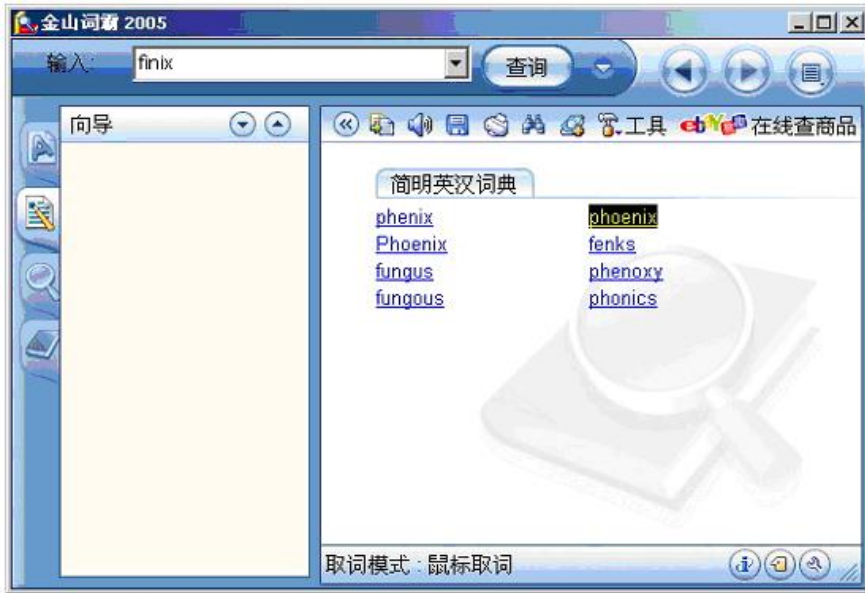 金山词霸 2005
输入: finix 查询
向导 工具 ebY 在线查商品
简明英汉词典
phenix phoenix
Phoenix fenks
fungus phenoxy
fungous phonics
取词模式 : 鼠标取词